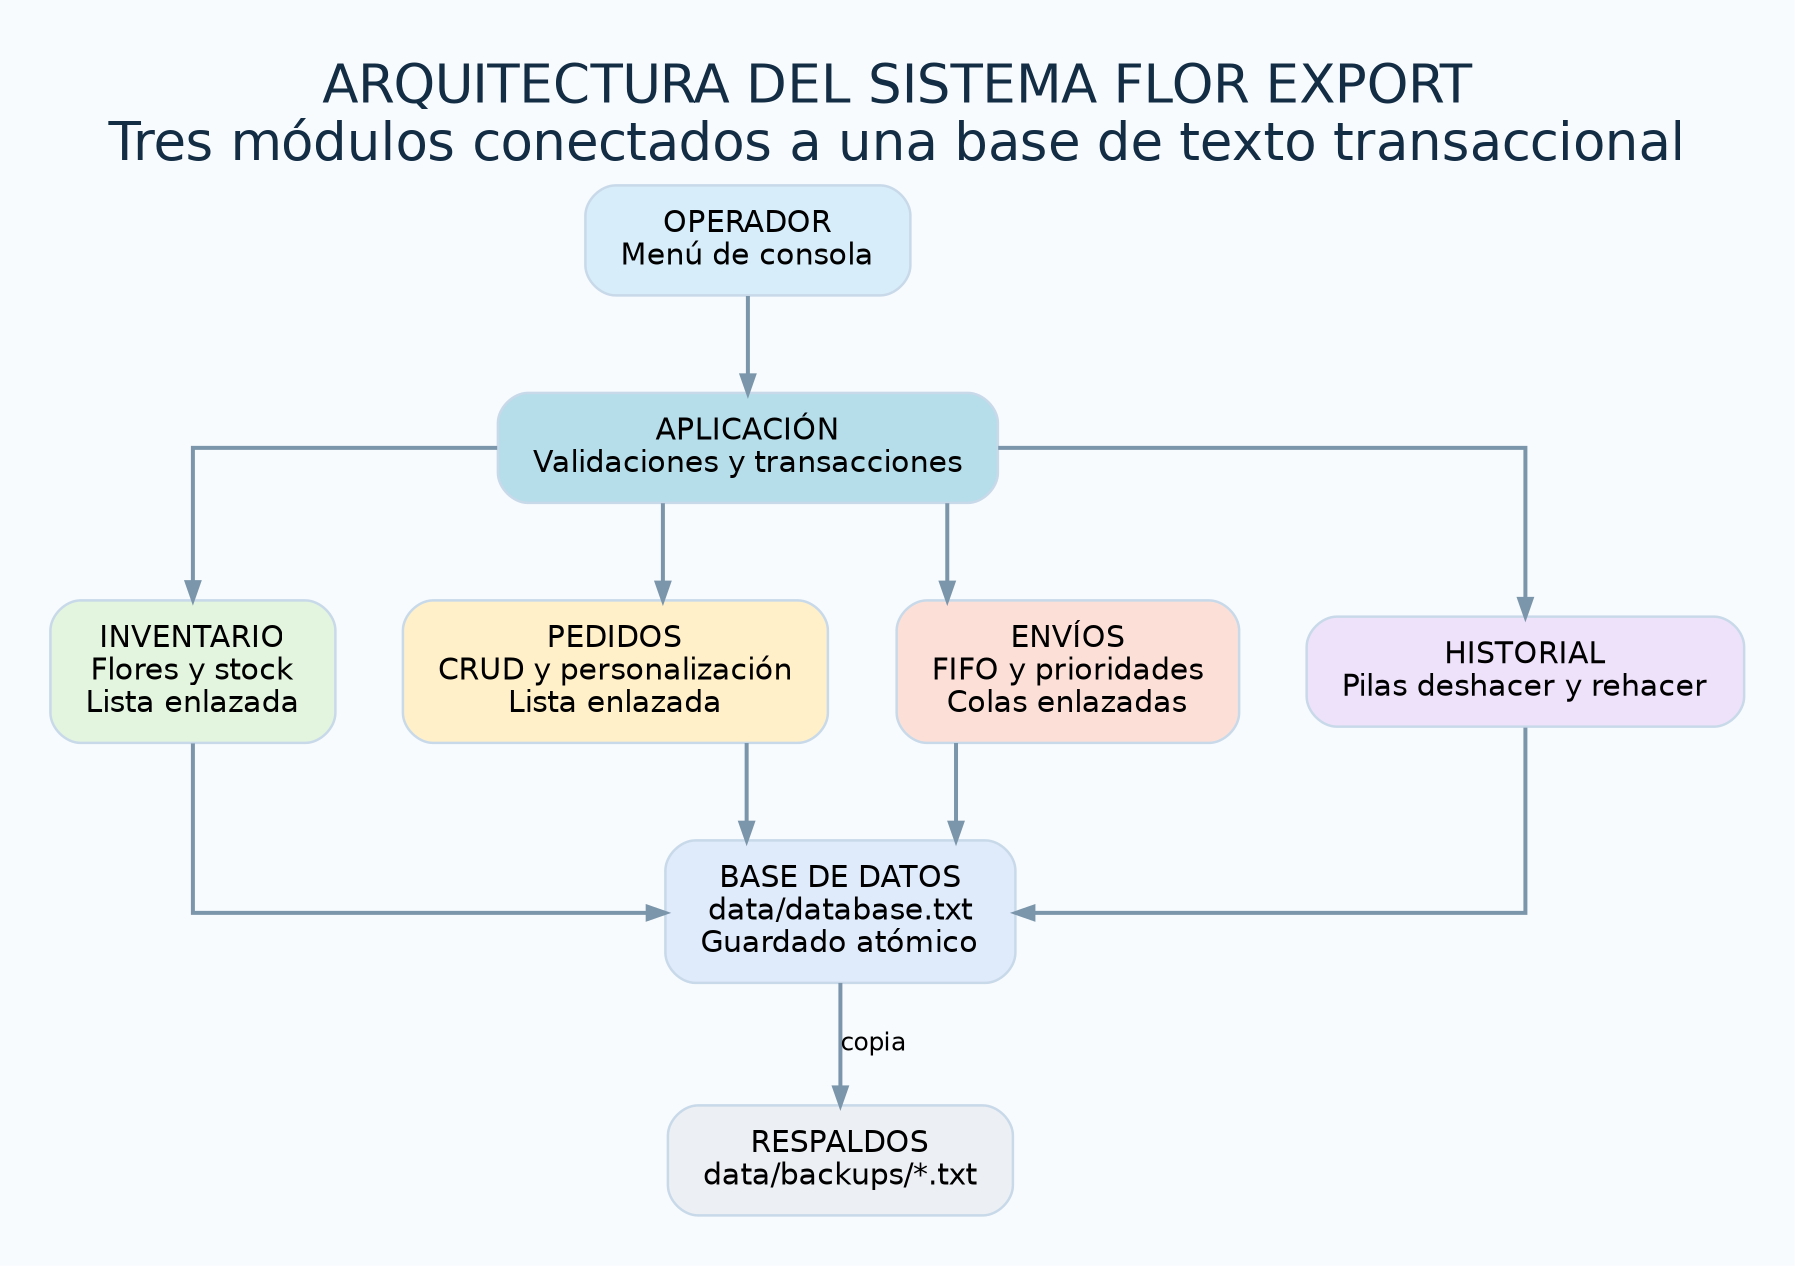 ARQUITECTURA DEL SISTEMA FLOR EXPORT
Tres módulos conectados a una base de texto transaccional
OPERADOR
Menú de consola
APLICACIÓN
Validaciones y transacciones
INVENTARIO
Flores y stock
Lista enlazada
PEDIDOS
CRUD y personalización
Lista enlazada
ENVÍOS
FIFO y prioridades
Colas enlazadas
HISTORIAL
Pilas deshacer y rehacer
BASE DE DATOS
data/database.txt
Guardado atómico
copia
RESPALDOS
data/backups/*.txt